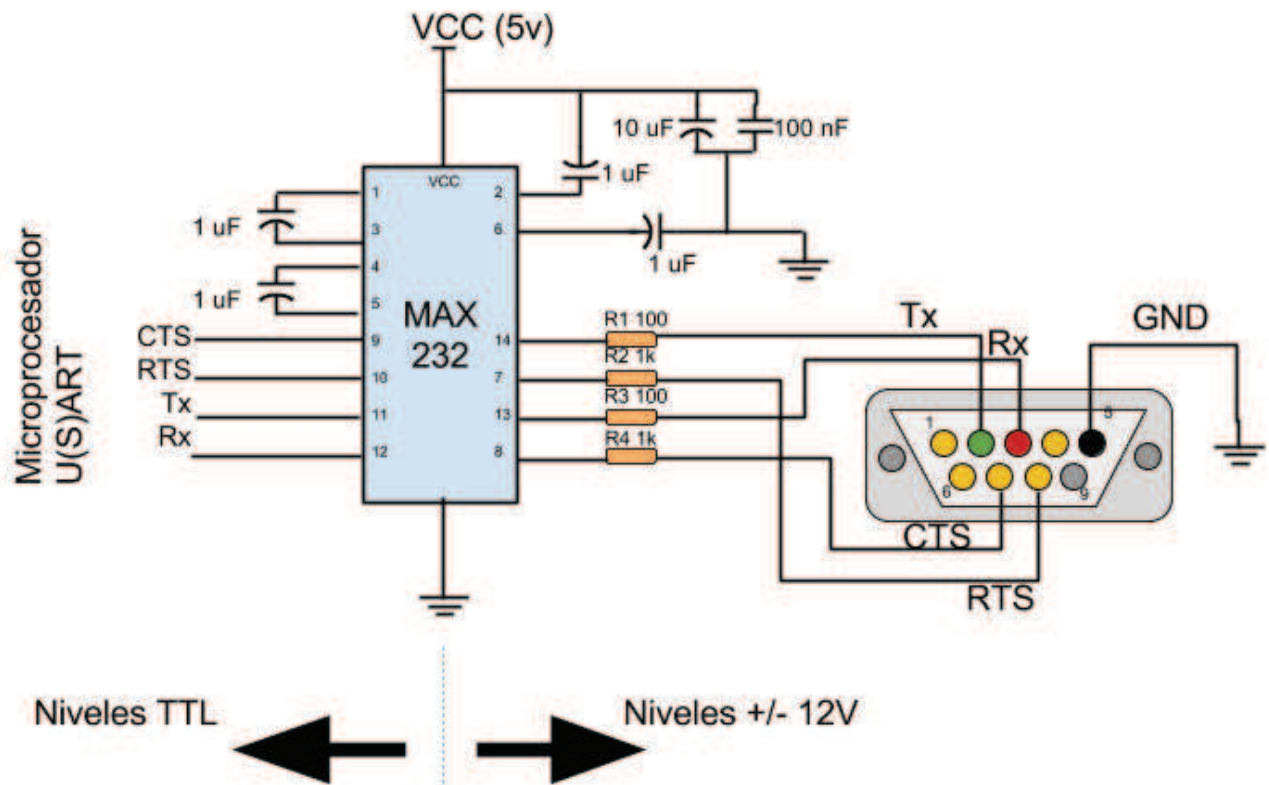 VCC (5v)
10 uF
100 nF
VCC
1 uF
1
2
1 uF
3
6
1 uF
4
1 uF
5
MAX
232
Microprocesador
U(S)ART
CTS
9
14
R1 100
Tx
GND
RTS
10
7
R2 1k
Rx
Tx
11
13
R3 100
Rx
12
8
R4 1k
1
5
6
9
CTS
RTS
Niveles TTL
Niveles +/- 12V